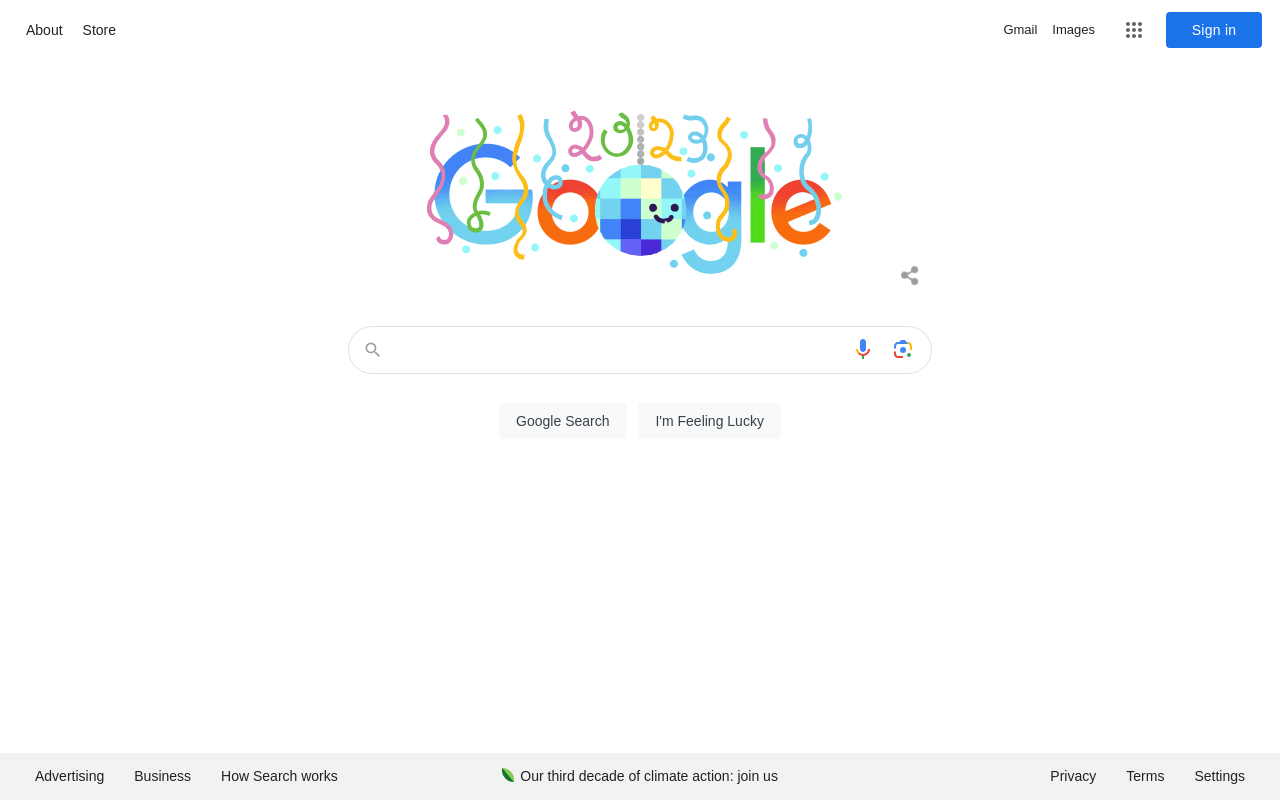 About Store
Gmail Images Sign in
2023
Google
Google Search I'm Feeling Lucky
Advertising Business How Search works
Our third decade of climate action: join us
Privacy Terms Settings